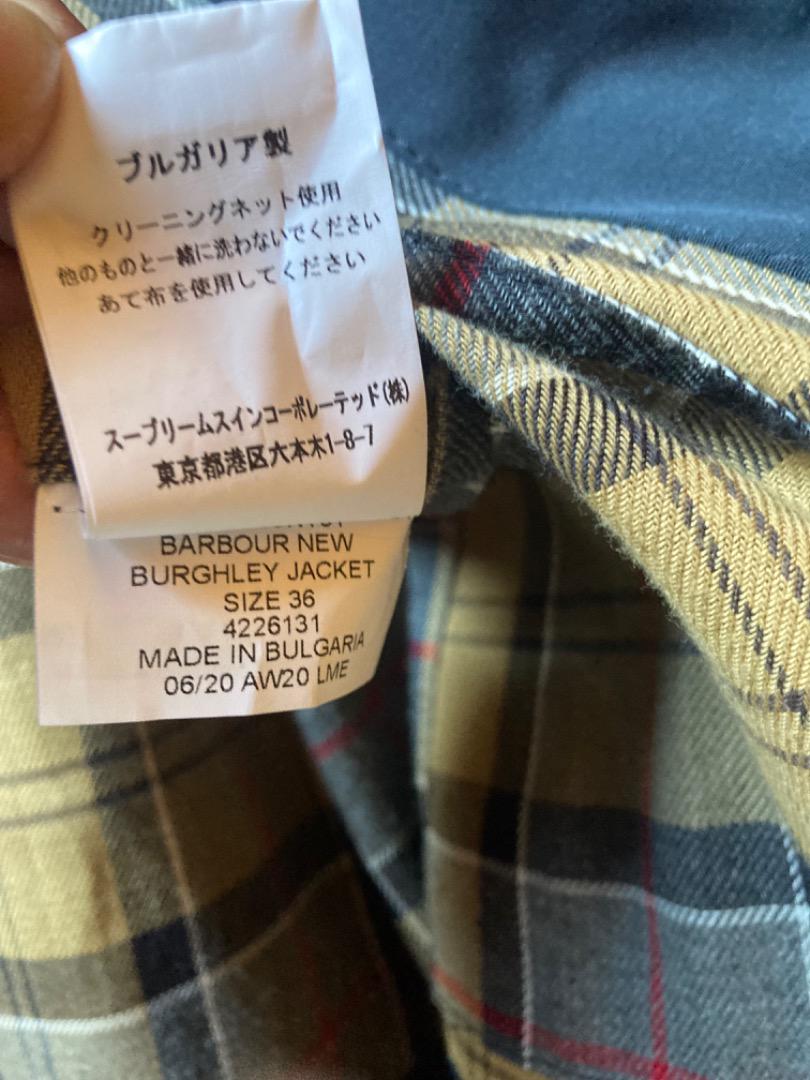 ブルガリア製
クリーニングネット使用
他のものと一緒に洗わないでください
あて布を使用してください
スープリームスインコーポレーテッド(株)
東京都港区六本木1-8-7
BARBOUR NEW
BURGHLEY JACKET
SIZE 36
4226131
MADE IN BULGARIA
06/20 AW20 LME